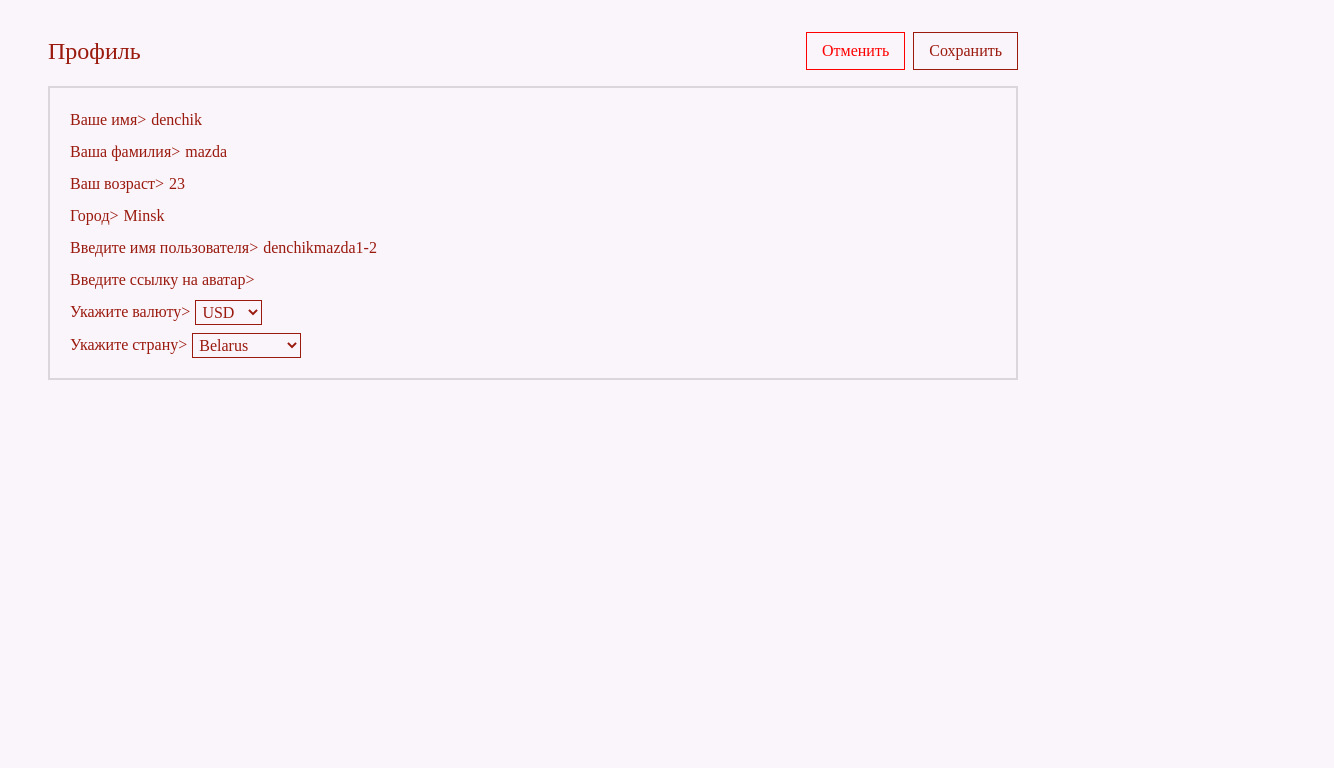 Профиль
Отменить
Сохранить
Ваше имя> denchik
Ваша фамилия> mazda
Ваш возраст> 23
Город> Minsk
Введите имя пользователя> denchikmazda1-2
Введите ссылку на аватар>
Укажите валюту> USD
Укажите страну> Belarus